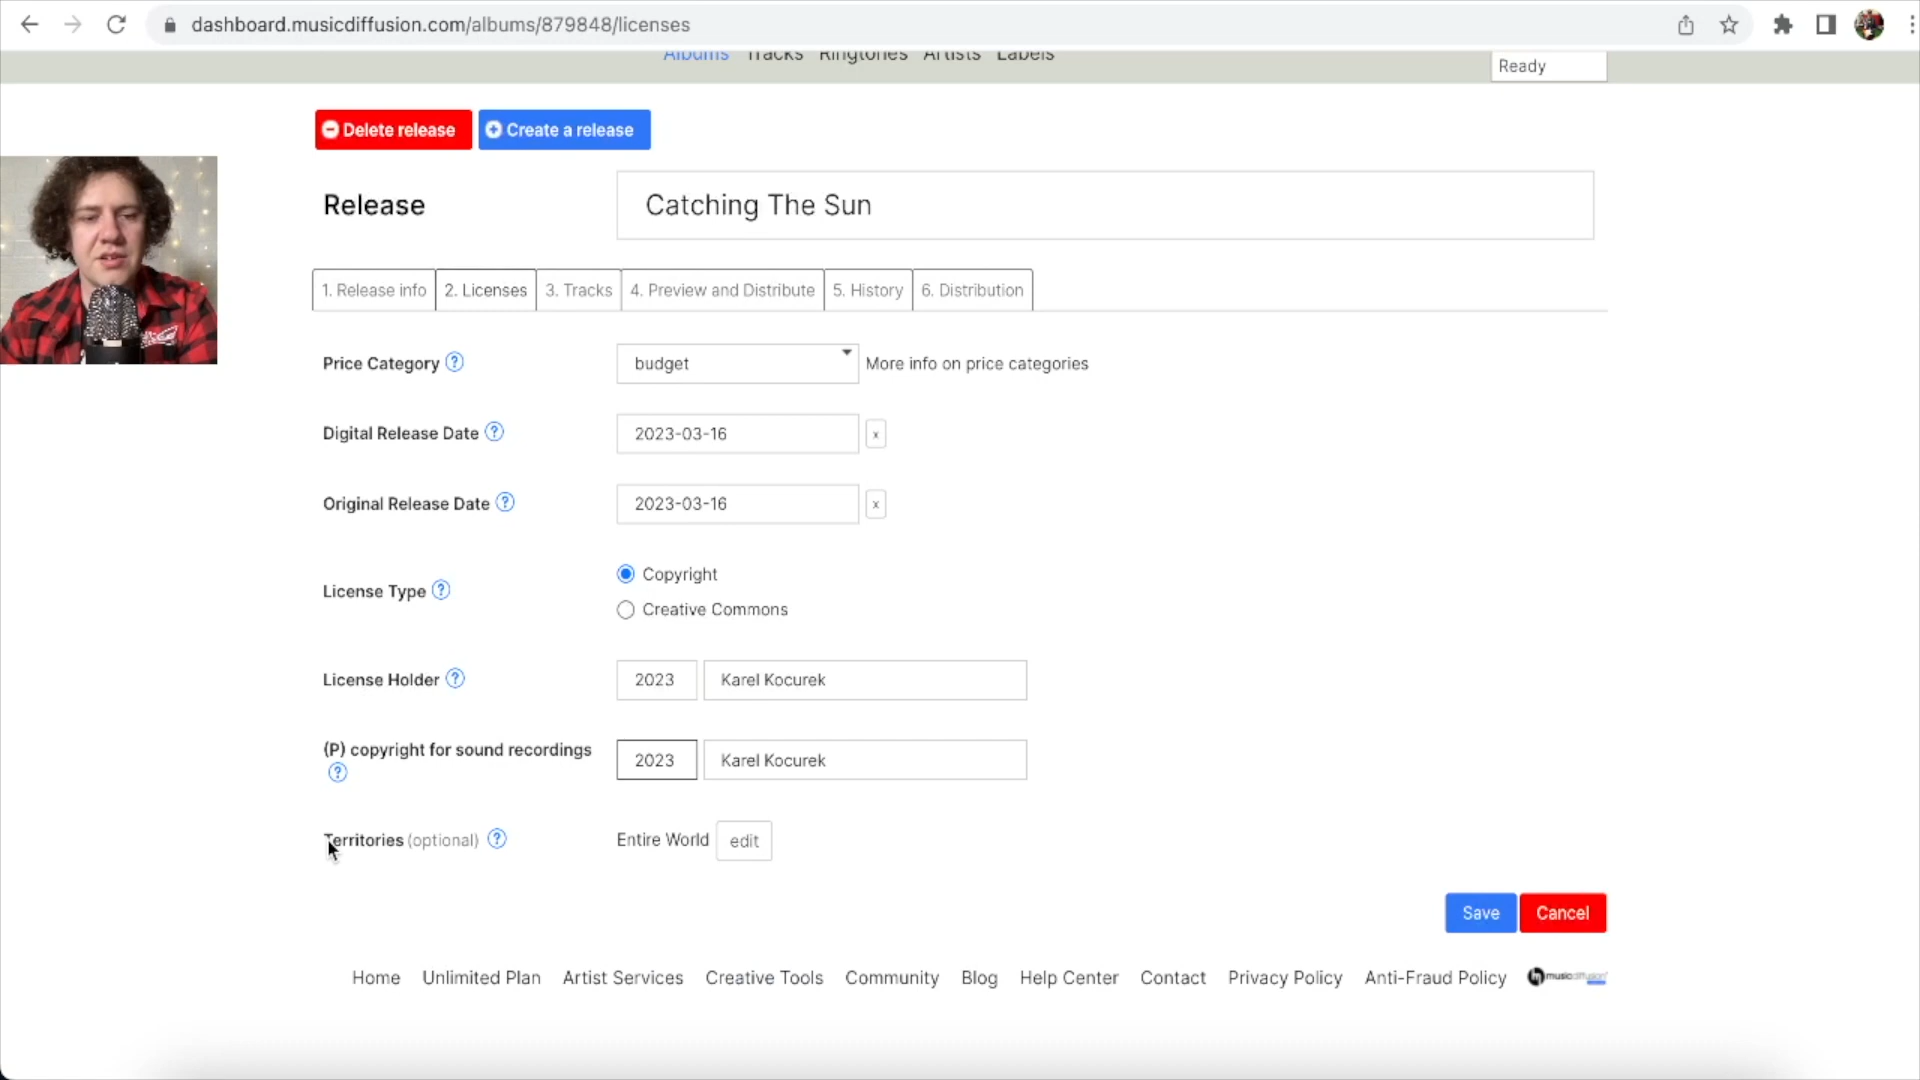 dashboard.musicdiffusion.com/albums/879848/licenses
Albums Tracks Ringtones Artists Labels
Ready
Delete release Create a release
Release Catching The Sun
1. Release info 2. Licenses 3. Tracks 4. Preview and Distribute 5. History 6. Distribution
Price Category ? budget More info on price categories
Digital Release Date ? 2023-03-16 x
Original Release Date ? 2023-03-16 x
Copyright
License Type ?
Creative Commons
License Holder ? 2023 Karel Kocurek
(P) copyright for sound recordings 2023 Karel Kocurek
?
Territories (optional) ? Entire World edit
Save Cancel
Home Unlimited Plan Artist Services Creative Tools Community Blog Help Center Contact Privacy Policy Anti-Fraud Policy musicdiffusion